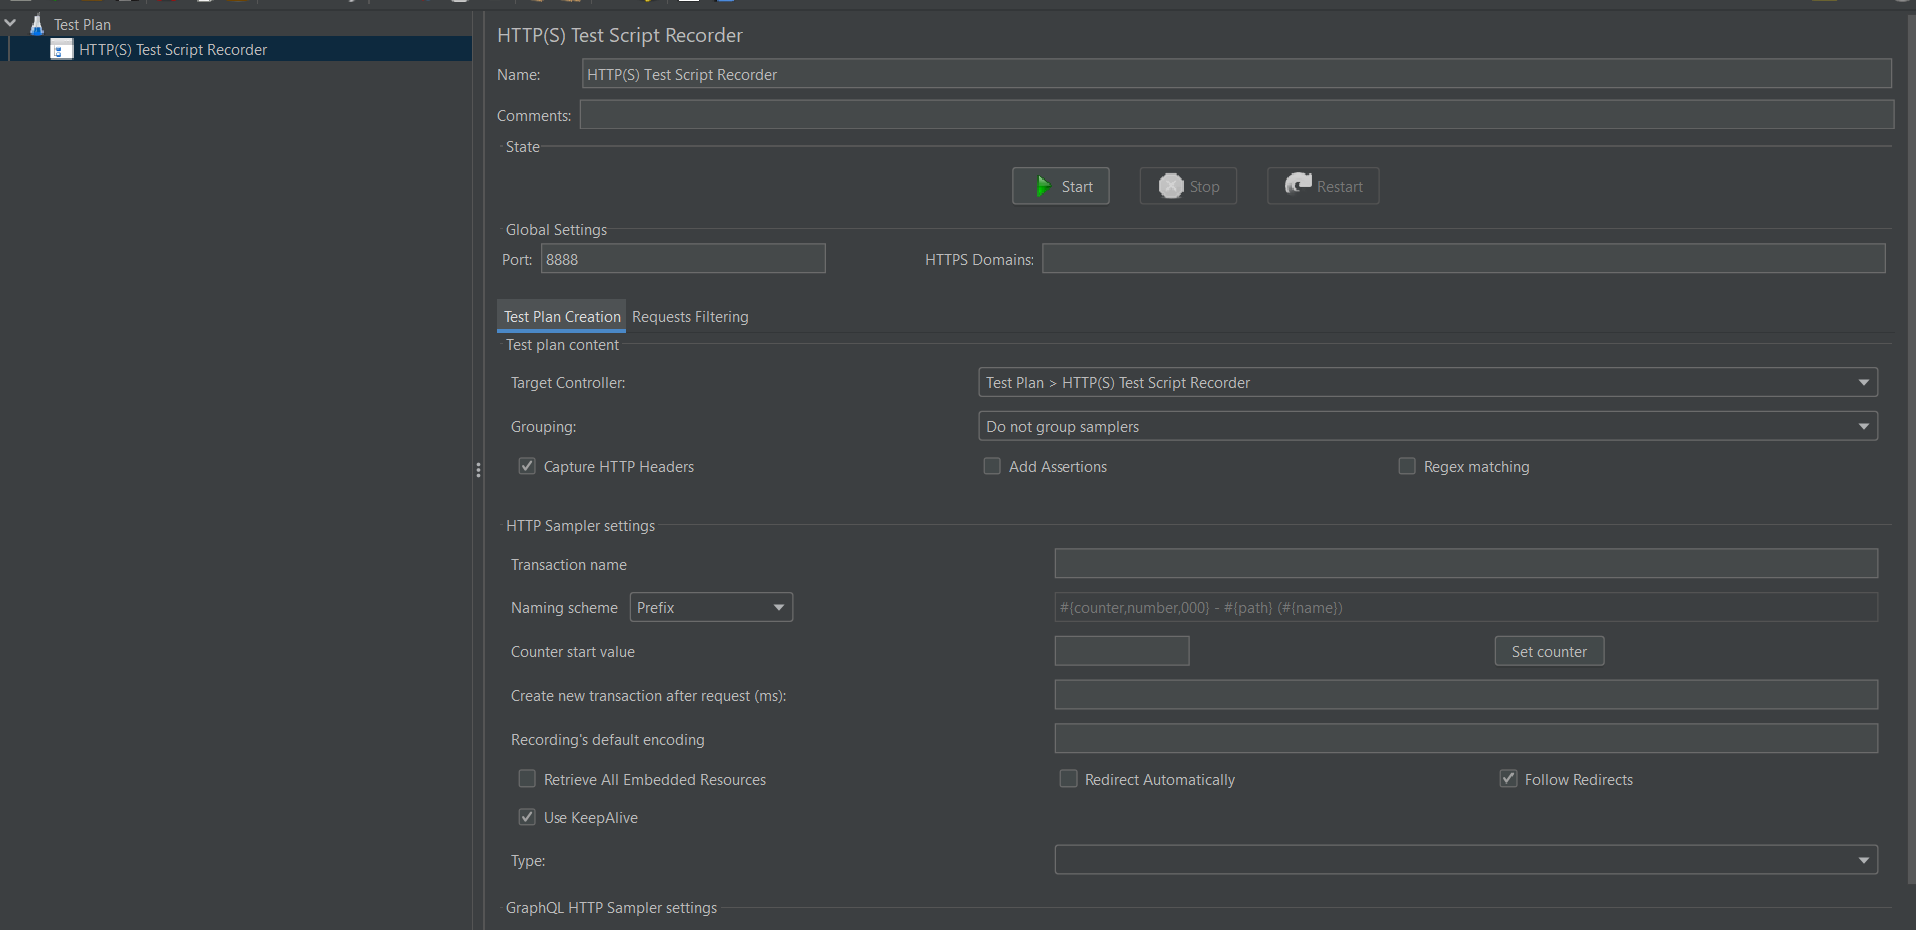 Test Plan
HTTP(S) Test Script Recorder
HTTP(S) Test Script Recorder
Name: HTTP(S) Test Script Recorder
Comments:
State
Start Stop Restart
Global Settings
Port: 8888 HTTPS Domains:
Test Plan Creation Requests Filtering
Test plan content
Target Controller: Test Plan > HTTP(S) Test Script Recorder
Grouping: Do not group samplers
Capture HTTP Headers Add Assertions Regex matching
HTTP Sampler settings
Transaction name
Naming scheme Prefix #{counter,number,000} - #{path} (#{name})
Counter start value Set counter
Create new transaction after request (ms):
Recording's default encoding
Retrieve All Embedded Resources Redirect Automatically Follow Redirects
Use KeepAlive
Type:
GraphQL HTTP Sampler settings